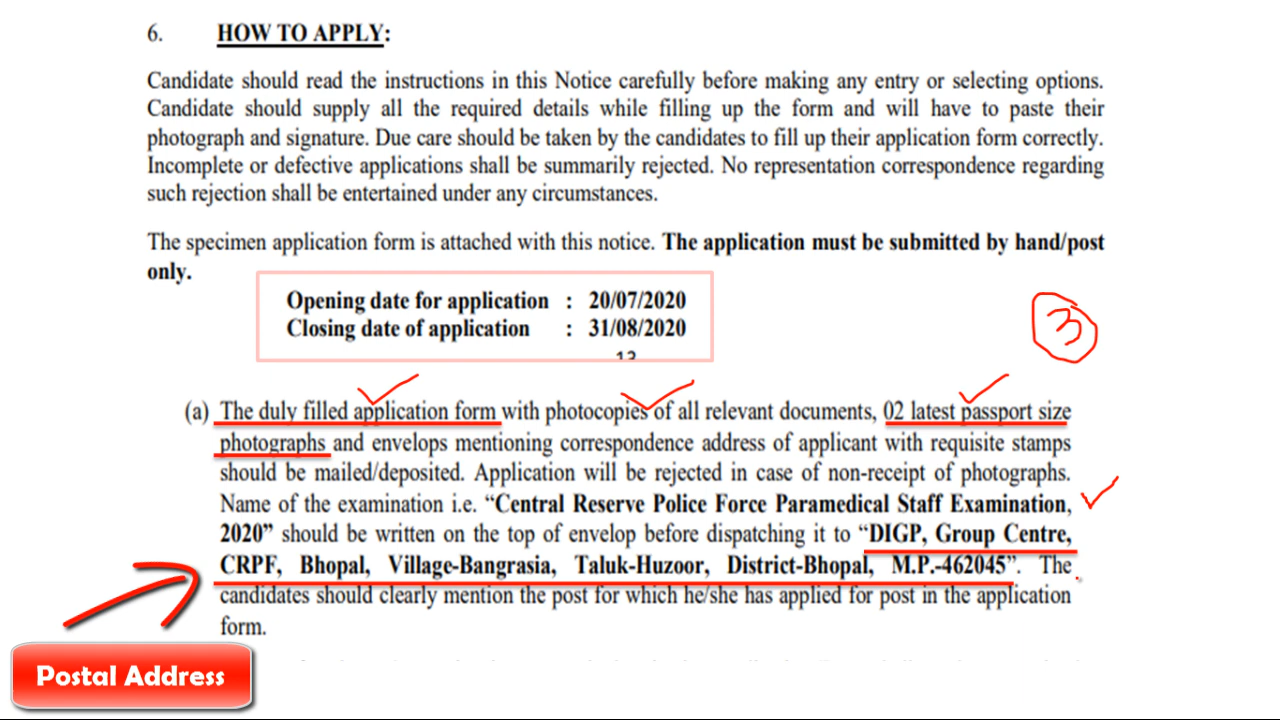 6. HOW TO APPLY:
Candidate should read the instructions in this Notice carefully before making any entry or selecting options.
Candidate should supply all the required details while filling up the form and will have to paste their
photograph and signature. Due care should be taken by the candidates to fill up their application form correctly.
Incomplete or defective applications shall be summarily rejected. No representation correspondence regarding
such rejection shall be entertained under any circumstances.
The specimen application form is attached with this notice. The application must be submitted by hand/post
only.
Opening date for application : 20/07/2020
Closing date of application : 31/08/2020
3
(a) The duly filled application form with photocopies of all relevant documents, 02 latest passport size
photographs and envelops mentioning correspondence address of applicant with requisite stamps
should be mailed/deposited. Application will be rejected in case of non-receipt of photographs.
Name of the examination i.e. “Central Reserve Police Force Paramedical Staff Examination,
2020” should be written on the top of envelop before dispatching it to “DIGP, Group Centre,
CRPF, Bhopal, Village-Bangrasia, Taluk-Huzoor, District-Bhopal, M.P.-462045”. The
candidates should clearly mention the post for which he/she has applied for post in the application
form.
Postal Address